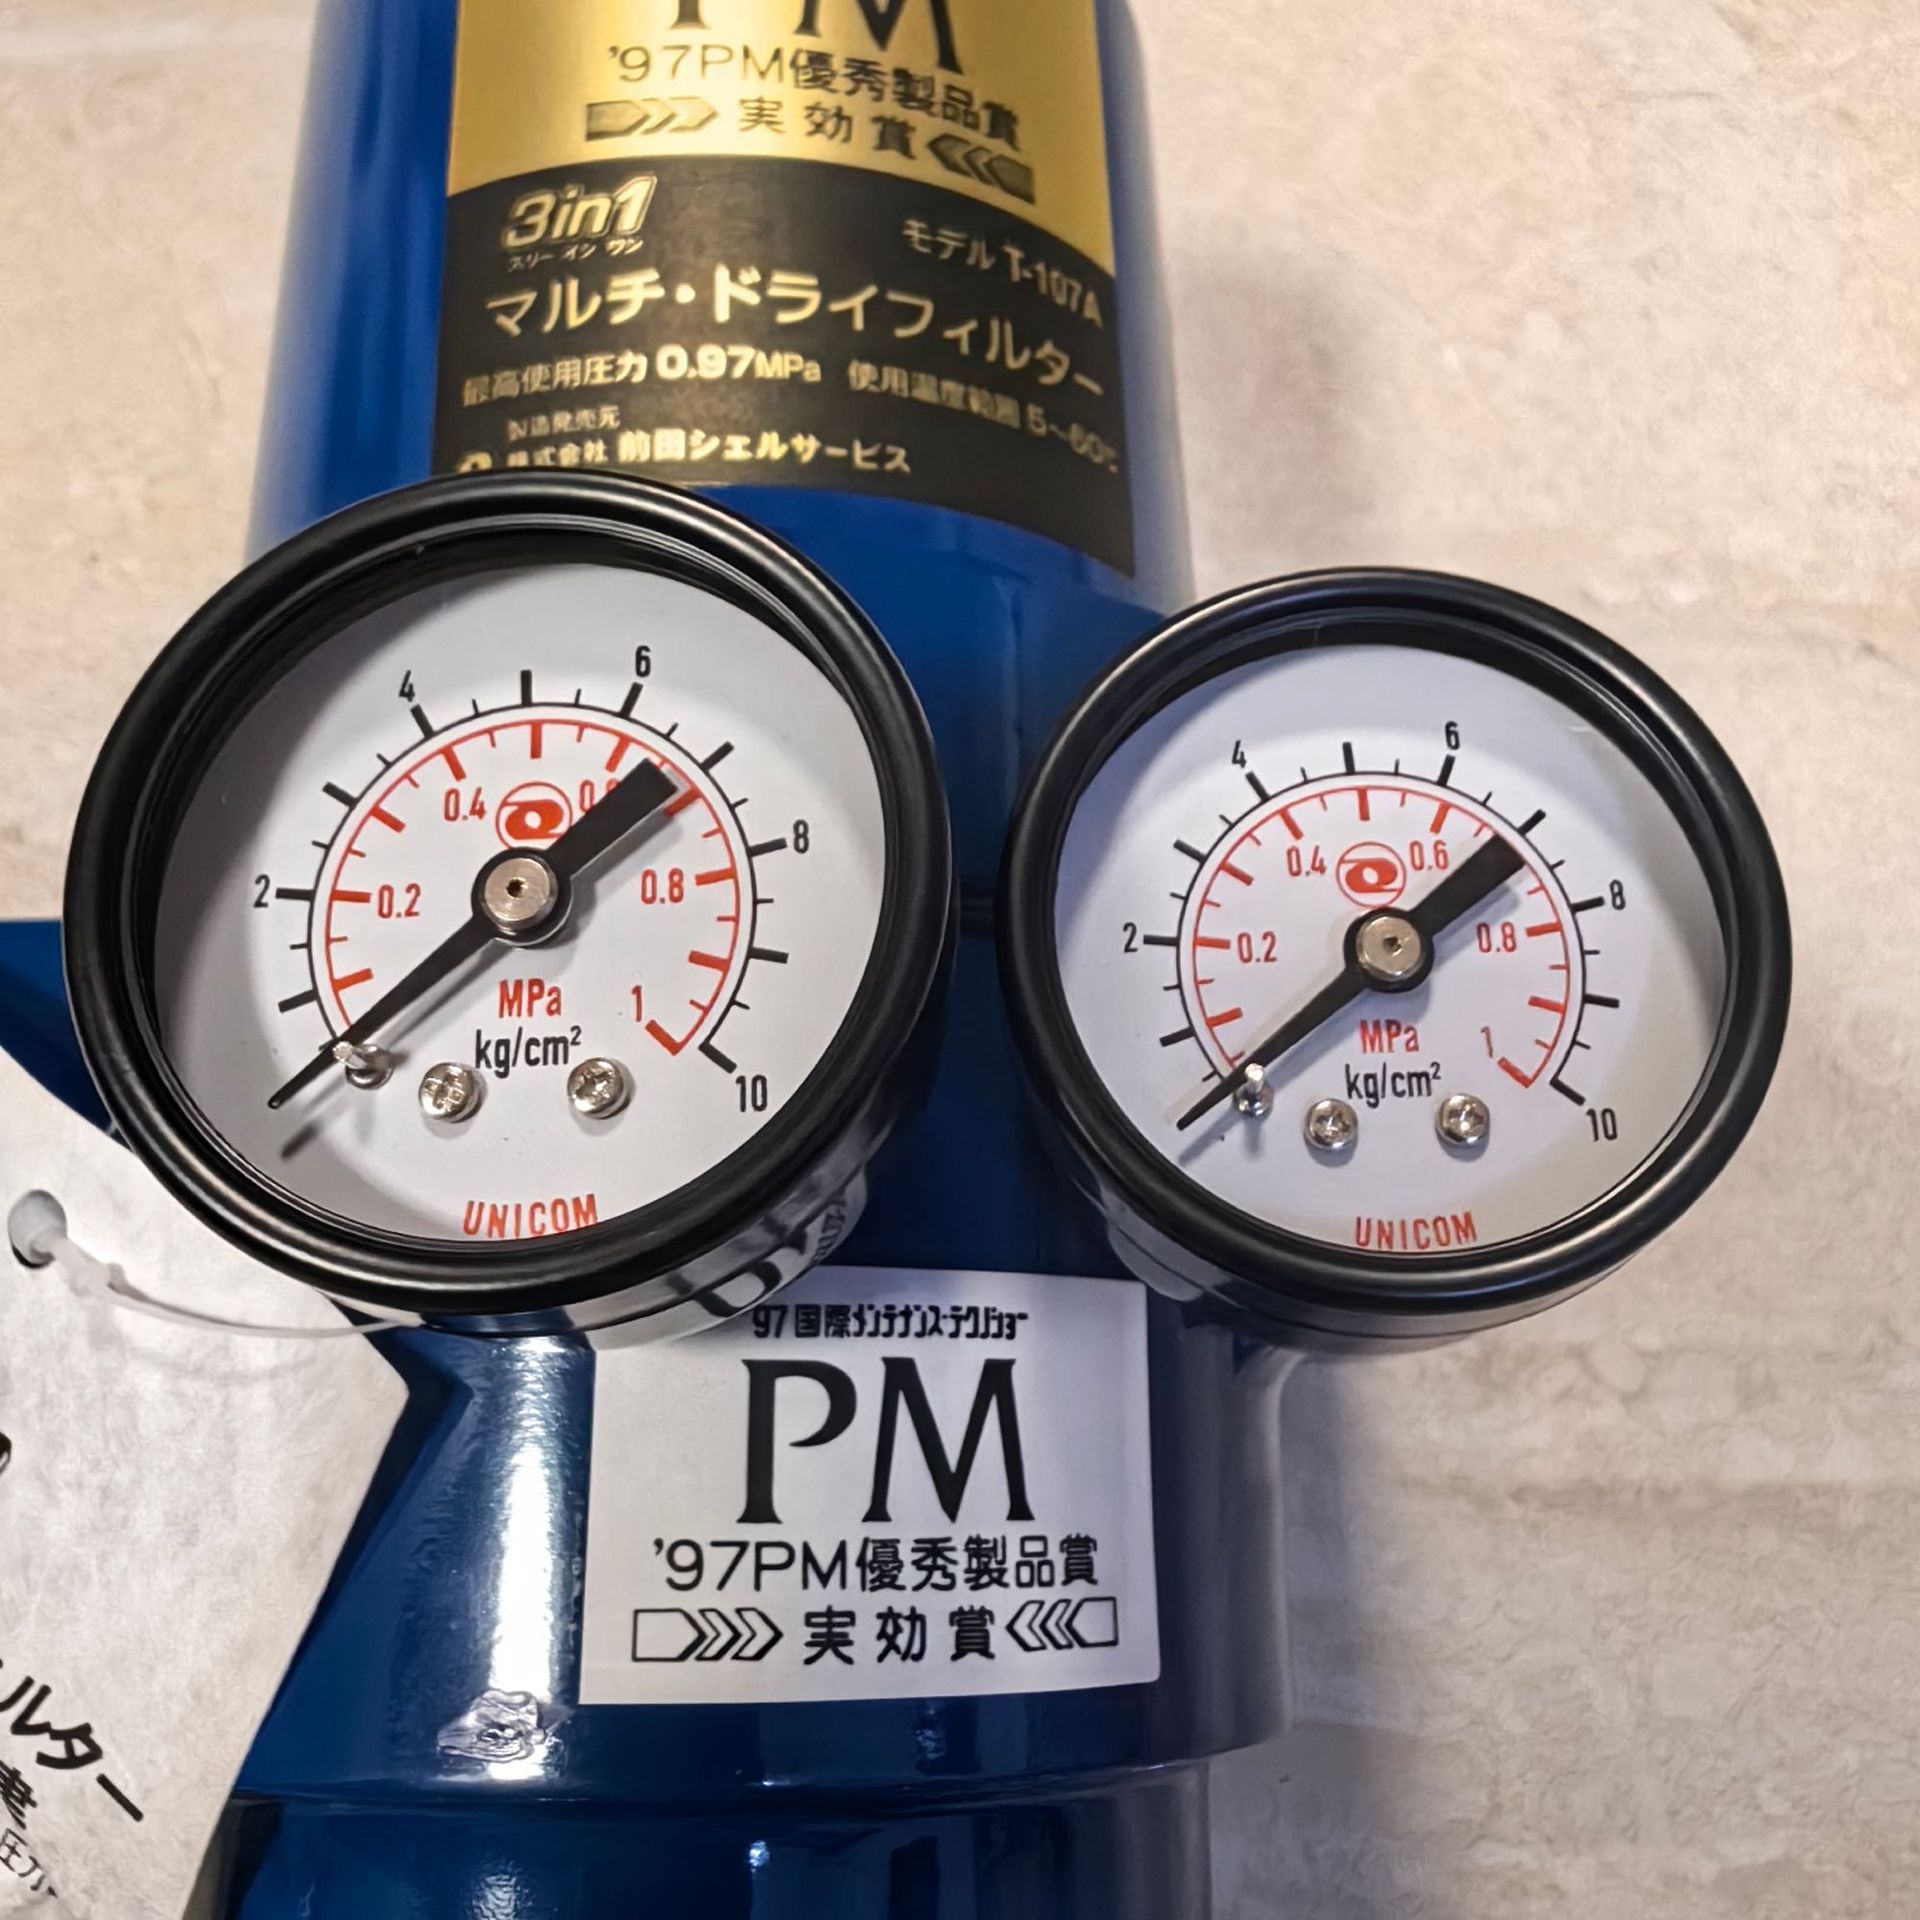 PM
'97PM優秀製品賞
実効賞
3in1
スリー イン ワン
モデル T-107A
マルチ・ドライフィルター
最高使用圧力 0.97MPa 使用温度範囲 5~60℃
製造発売元
株式会社 前田シェルサービス
2
4
6
8
10
0.2
0.4
0.8
1
MPa
kg/cm²
UNICOM
2
4
6
8
10
0.2
0.4
0.6
0.8
1
MPa
kg/cm²
UNICOM
'97国際メンテナンス・テクノショー
PM
'97PM優秀製品賞
実効賞
ルター
圧力